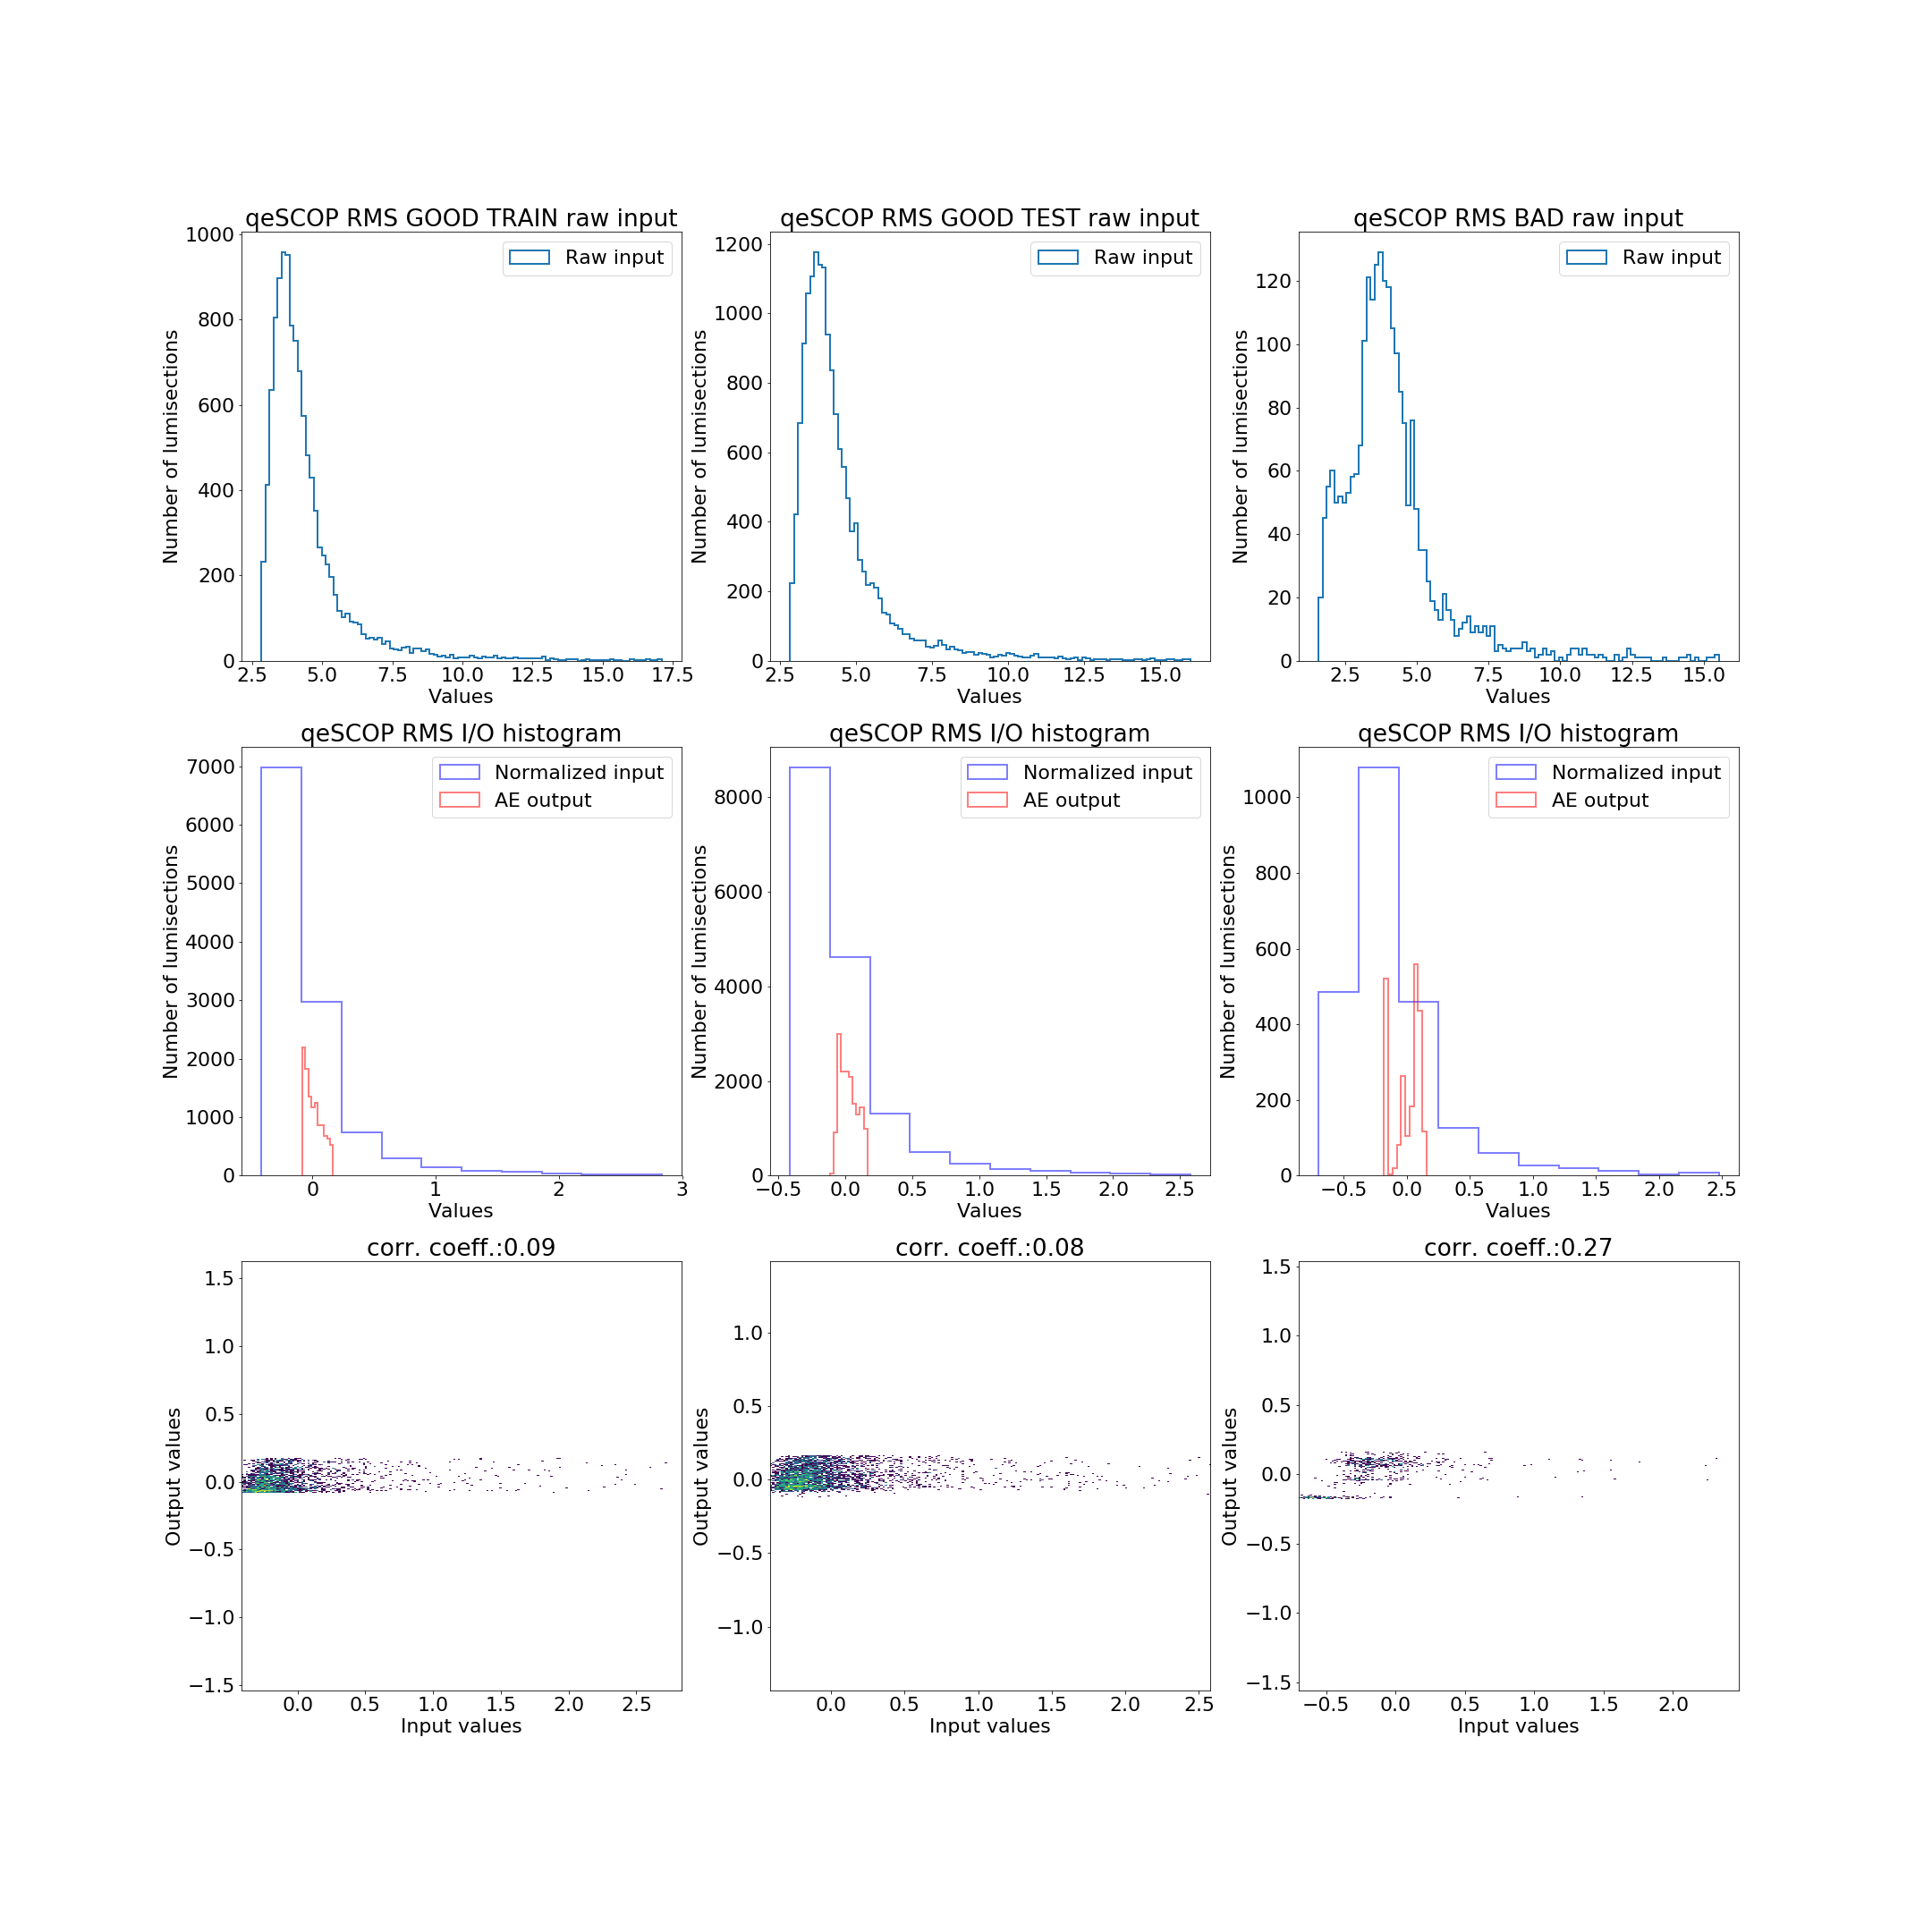 qeSCOP RMS GOOD TRAIN raw input
1000
800
600
400
200
0
Number of lumisections
Raw input
2.5 5.0 7.5 10.0 12.5 15.0 17.5
Values
qeSCOP RMS GOOD TEST raw input
1200
1000
800
600
400
200
0
Number of lumisections
Raw input
2.5 5.0 7.5 10.0 12.5 15.0
Values
qeSCOP RMS BAD raw input
120
100
80
60
40
20
0
Number of lumisections
Raw input
2.5 5.0 7.5 10.0 12.5 15.0
Values
qeSCOP RMS I/O histogram
7000
6000
5000
4000
3000
2000
1000
0
Number of lumisections
Normalized input
AE output
0 1 2 3
Values
qeSCOP RMS I/O histogram
8000
6000
4000
2000
0
Number of lumisections
Normalized input
AE output
−0.5 0.0 0.5 1.0 1.5 2.0 2.5
Values
qeSCOP RMS I/O histogram
1000
800
600
400
200
0
Number of lumisections
Normalized input
AE output
−0.5 0.0 0.5 1.0 1.5 2.0 2.5
Values
corr. coeff.:0.09
1.5
1.0
0.5
0.0
−0.5
−1.0
−1.5
Output values
0.0 0.5 1.0 1.5 2.0 2.5
Input values
corr. coeff.:0.08
1.0
0.5
0.0
−0.5
−1.0
Output values
0.0 0.5 1.0 1.5 2.0 2.5
Input values
corr. coeff.:0.27
1.5
1.0
0.5
0.0
−0.5
−1.0
−1.5
Output values
−0.5 0.0 0.5 1.0 1.5 2.0
Input values